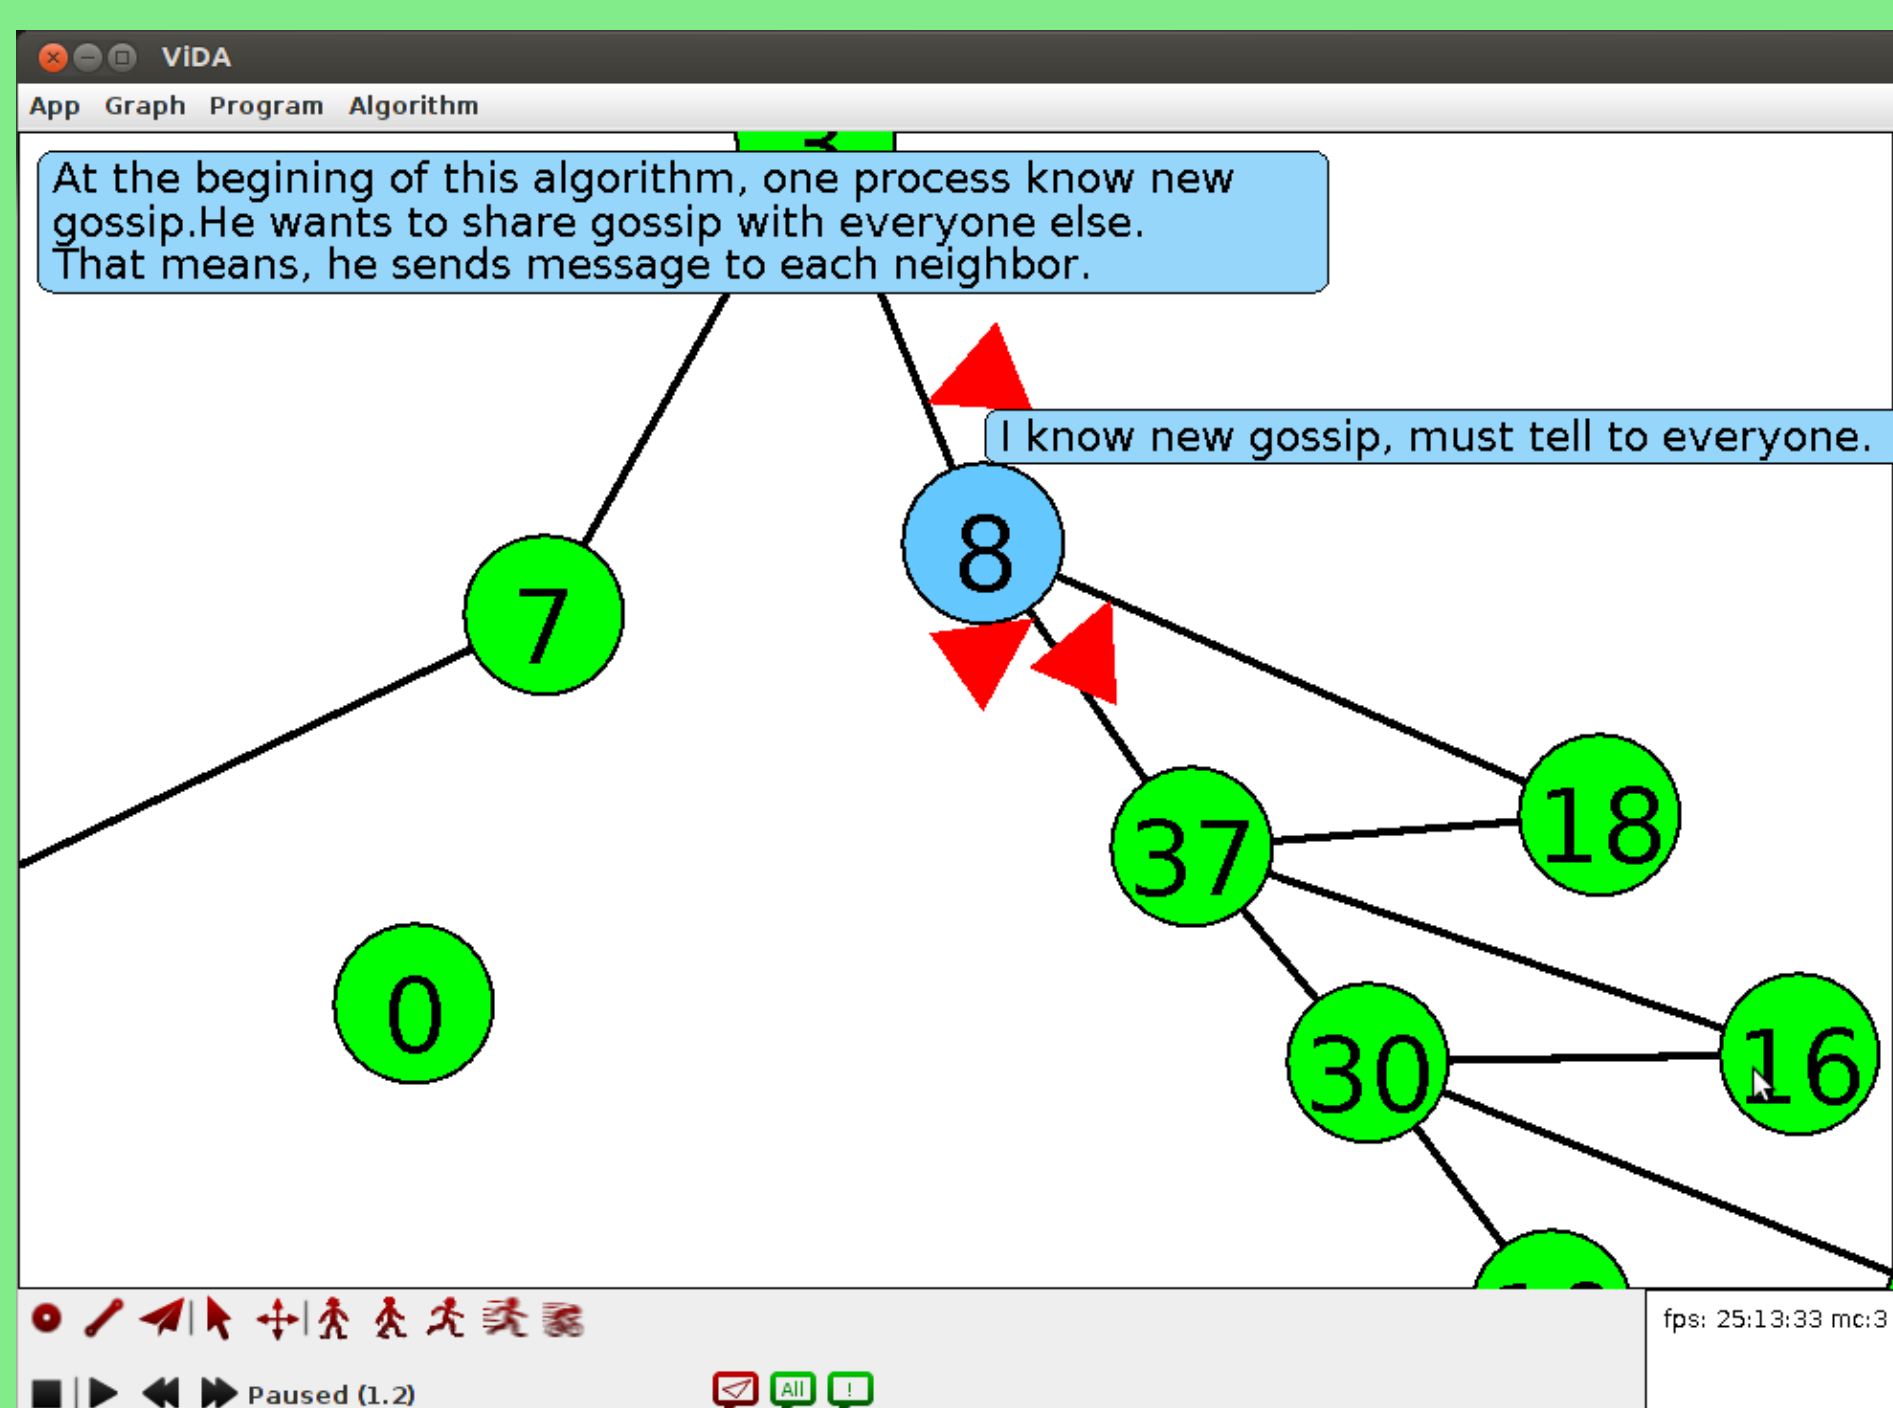 ViDA
App Graph Program Algorithm
At the begining of this algorithm, one process know new
gossip.He wants to share gossip with everyone else.
That means, he sends message to each neighbor.
I know new gossip, must tell to everyone.
8
7
18
37
0
30
16
fps: 25:13:33 mc:3
Paused (1.2)
All
!